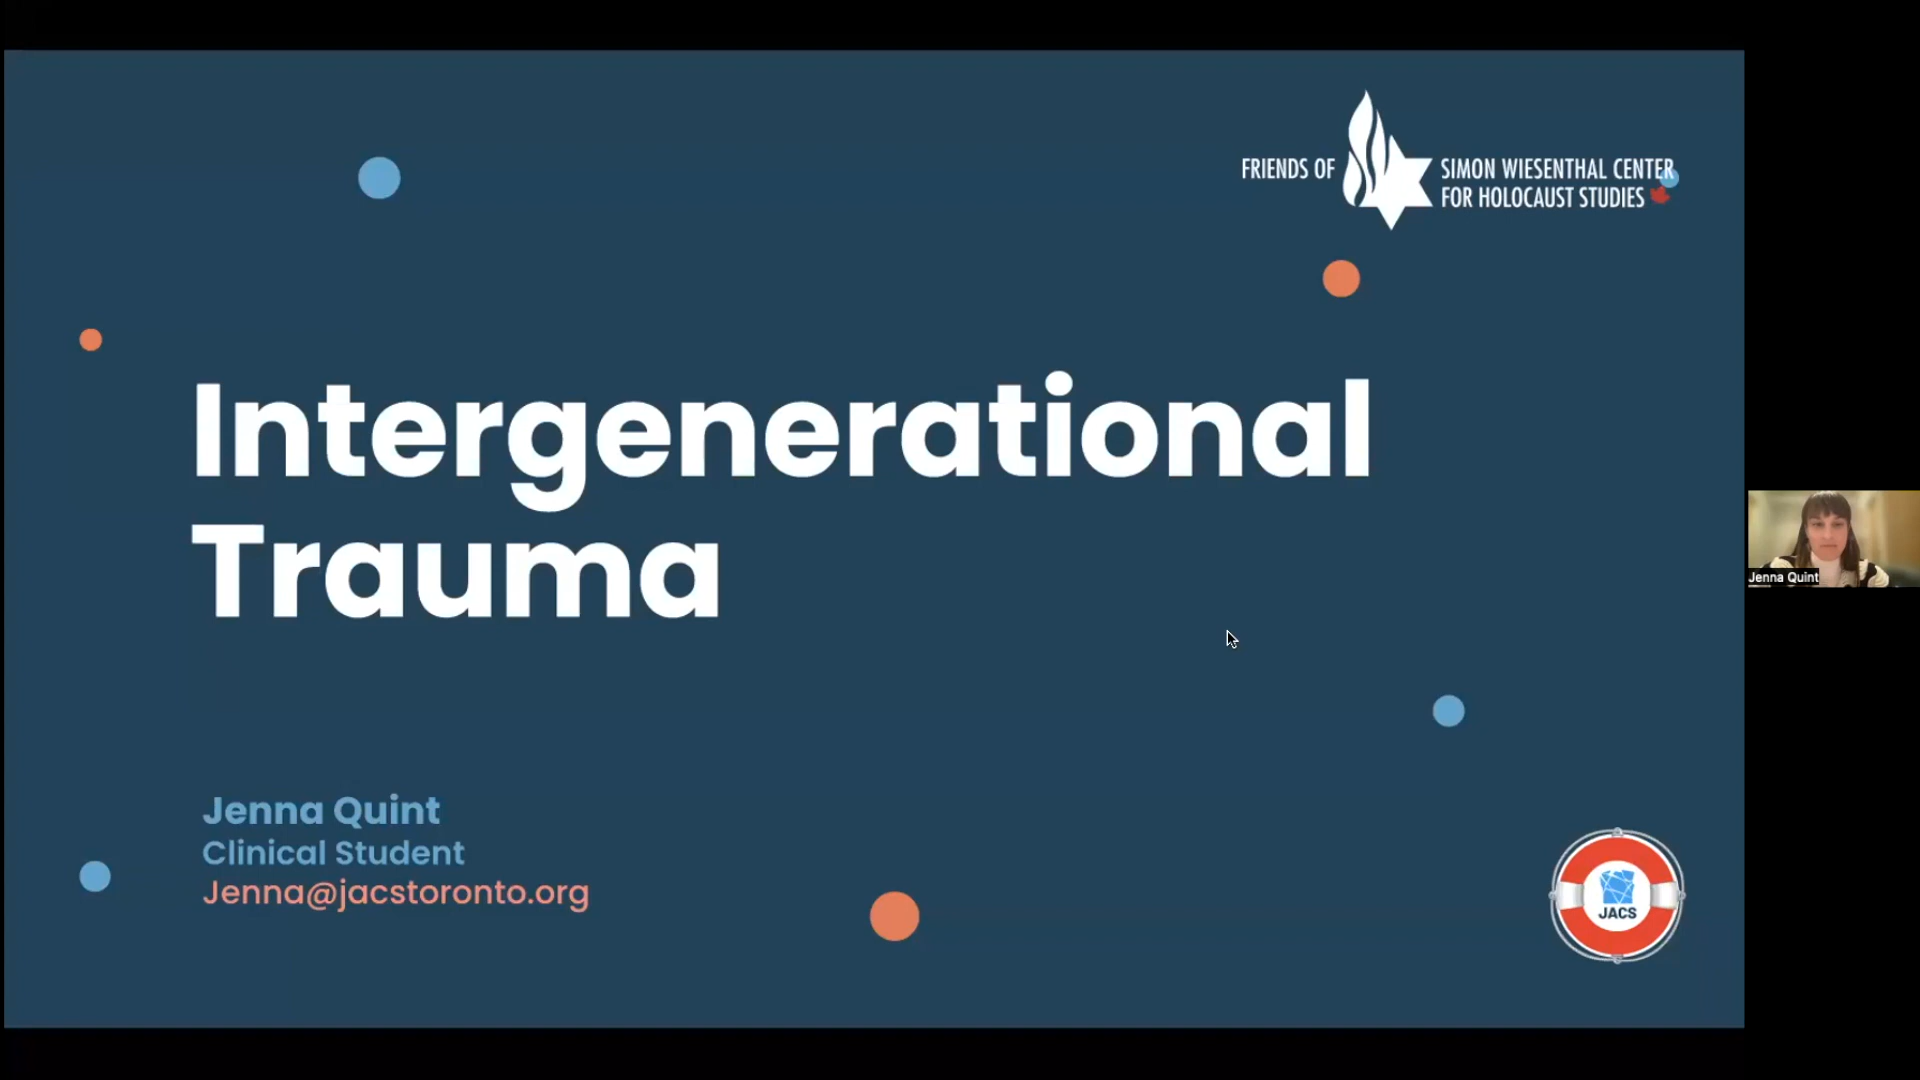 FRIENDS OF
SIMON WIESENTHAL CENTER
FOR HOLOCAUST STUDIES
Intergenerational
Trauma
Jenna Quint
Jenna Quint
Clinical Student
Jenna@jacstoronto.org
JACS